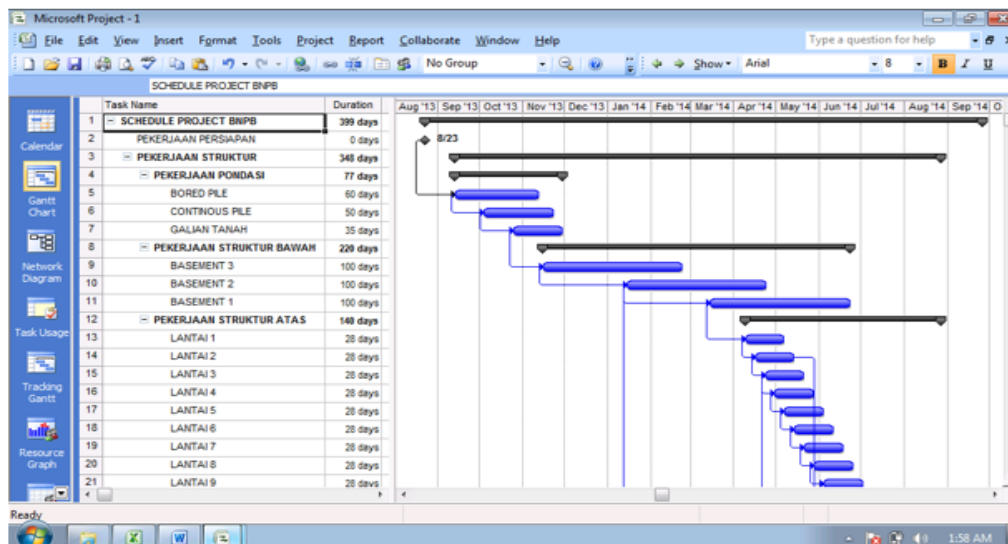 Microsoft Project - 1
File Edit View Insert Format Tools Project Report Collaborate Window Help
Type a question for help
No Group
Show
Arial
8
B I U
SCHEDULE PROJECT BNPB
Task Name Duration Aug '13 Sep '13 Oct '13 Nov '13 Dec '13 Jan '14 Feb '14 Mar '14 Apr '14 May '14 Jun '14 Jul '14 Aug '14 Sep '14 O
1 SCHEDULE PROJECT BNPB 399 days
2 PEKERJAAN PERSIAPAN 0 days 8/23
3 PEKERJAAN STRUKTUR 348 days
4 PEKERJAAN PONDASI 77 days
5 BORED PILE 60 days
6 CONTINOUS PILE 50 days
7 GALIAN TANAH 35 days
8 PEKERJAAN STRUKTUR BAWAH 220 days
9 BASEMENT 3 100 days
10 BASEMENT 2 100 days
11 BASEMENT 1 100 days
12 PEKERJAAN STRUKTUR ATAS 140 days
13 LANTAI 1 28 days
14 LANTAI 2 28 days
15 LANTAI 3 28 days
16 LANTAI 4 28 days
17 LANTAI 5 28 days
18 LANTAI 6 28 days
19 LANTAI 7 28 days
20 LANTAI 8 28 days
21 LANTAI 9 28 days
Calendar
Gantt
Chart
Network
Diagram
Task Usage
Tracking
Gantt
Resource
Graph
Ready
1:58 AM